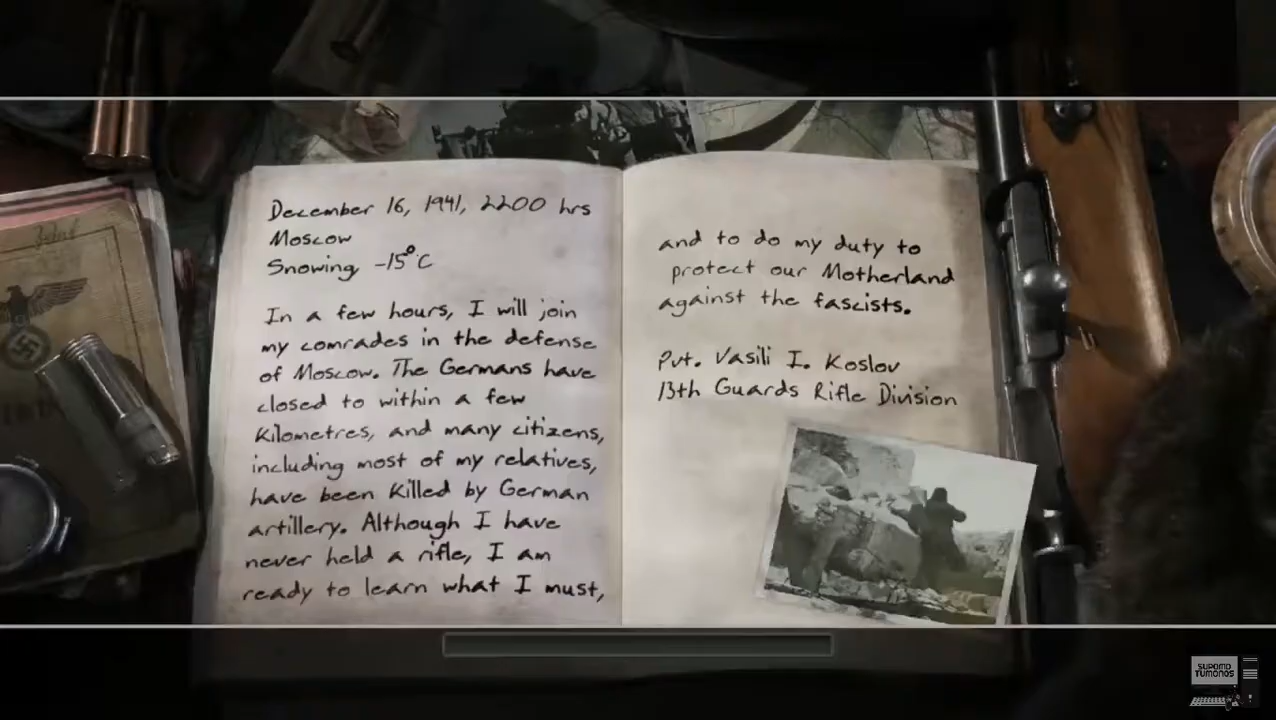 December 16, 1941, 2200 hrs
Moscow
Snowing -15°C
In a few hours, I will join
my comrades in the defense
of Moscow. The Germans have
closed to within a few
kilometres, and many citizens,
including most of my relatives,
have been killed by German
artillery. Although I have
never held a rifle, I am
ready to learn what I must,
and to do my duty to
protect our Motherland
against the fascists.
Pvt. Vasili I. Koslov
13th Guards Rifle Division
SUPOMO
TUMONOS